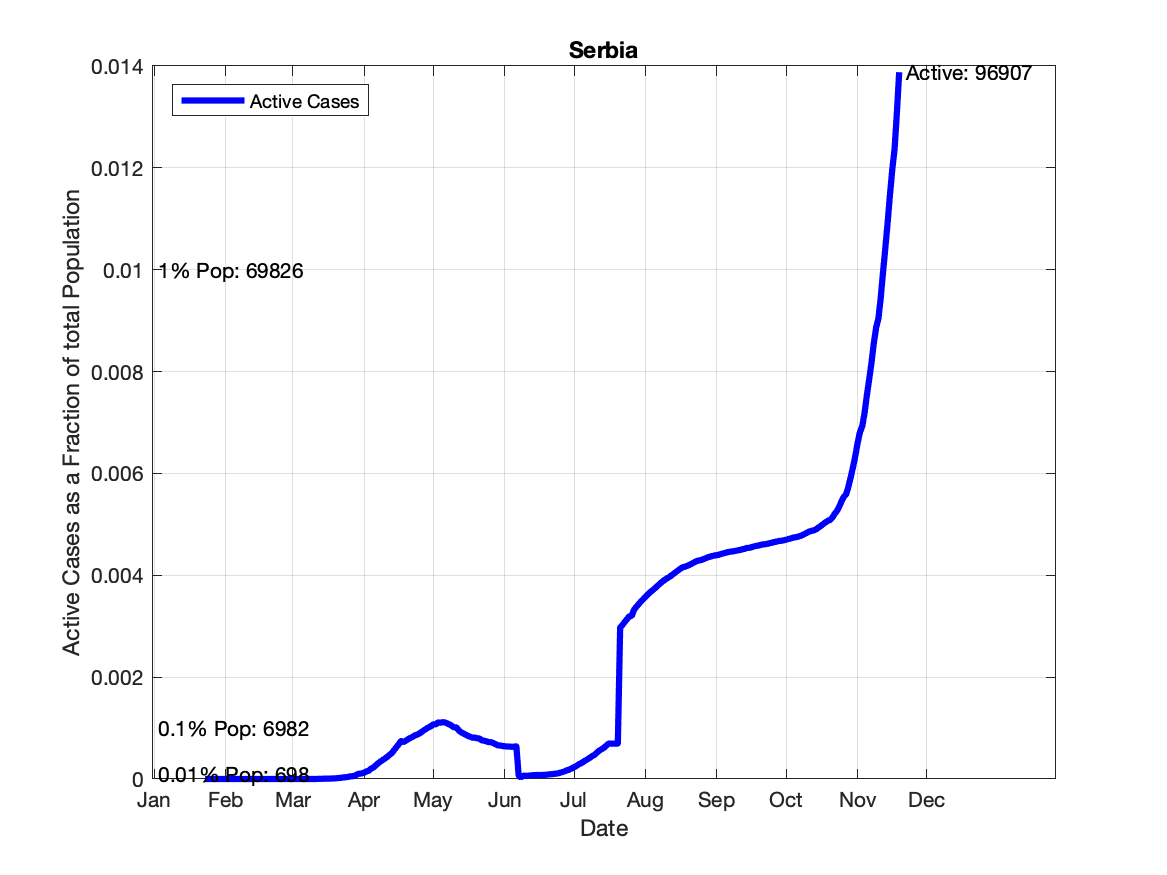 Serbia
Active Cases
Active: 96907
0.014
0.012
0.01
0.008
0.006
0.004
0.002
0
1% Pop: 69826
0.1% Pop: 6982
0.01% Pop: 698
Active Cases as a Fraction of total Population
Jan Feb Mar Apr May Jun Jul Aug Sep Oct Nov Dec
Date